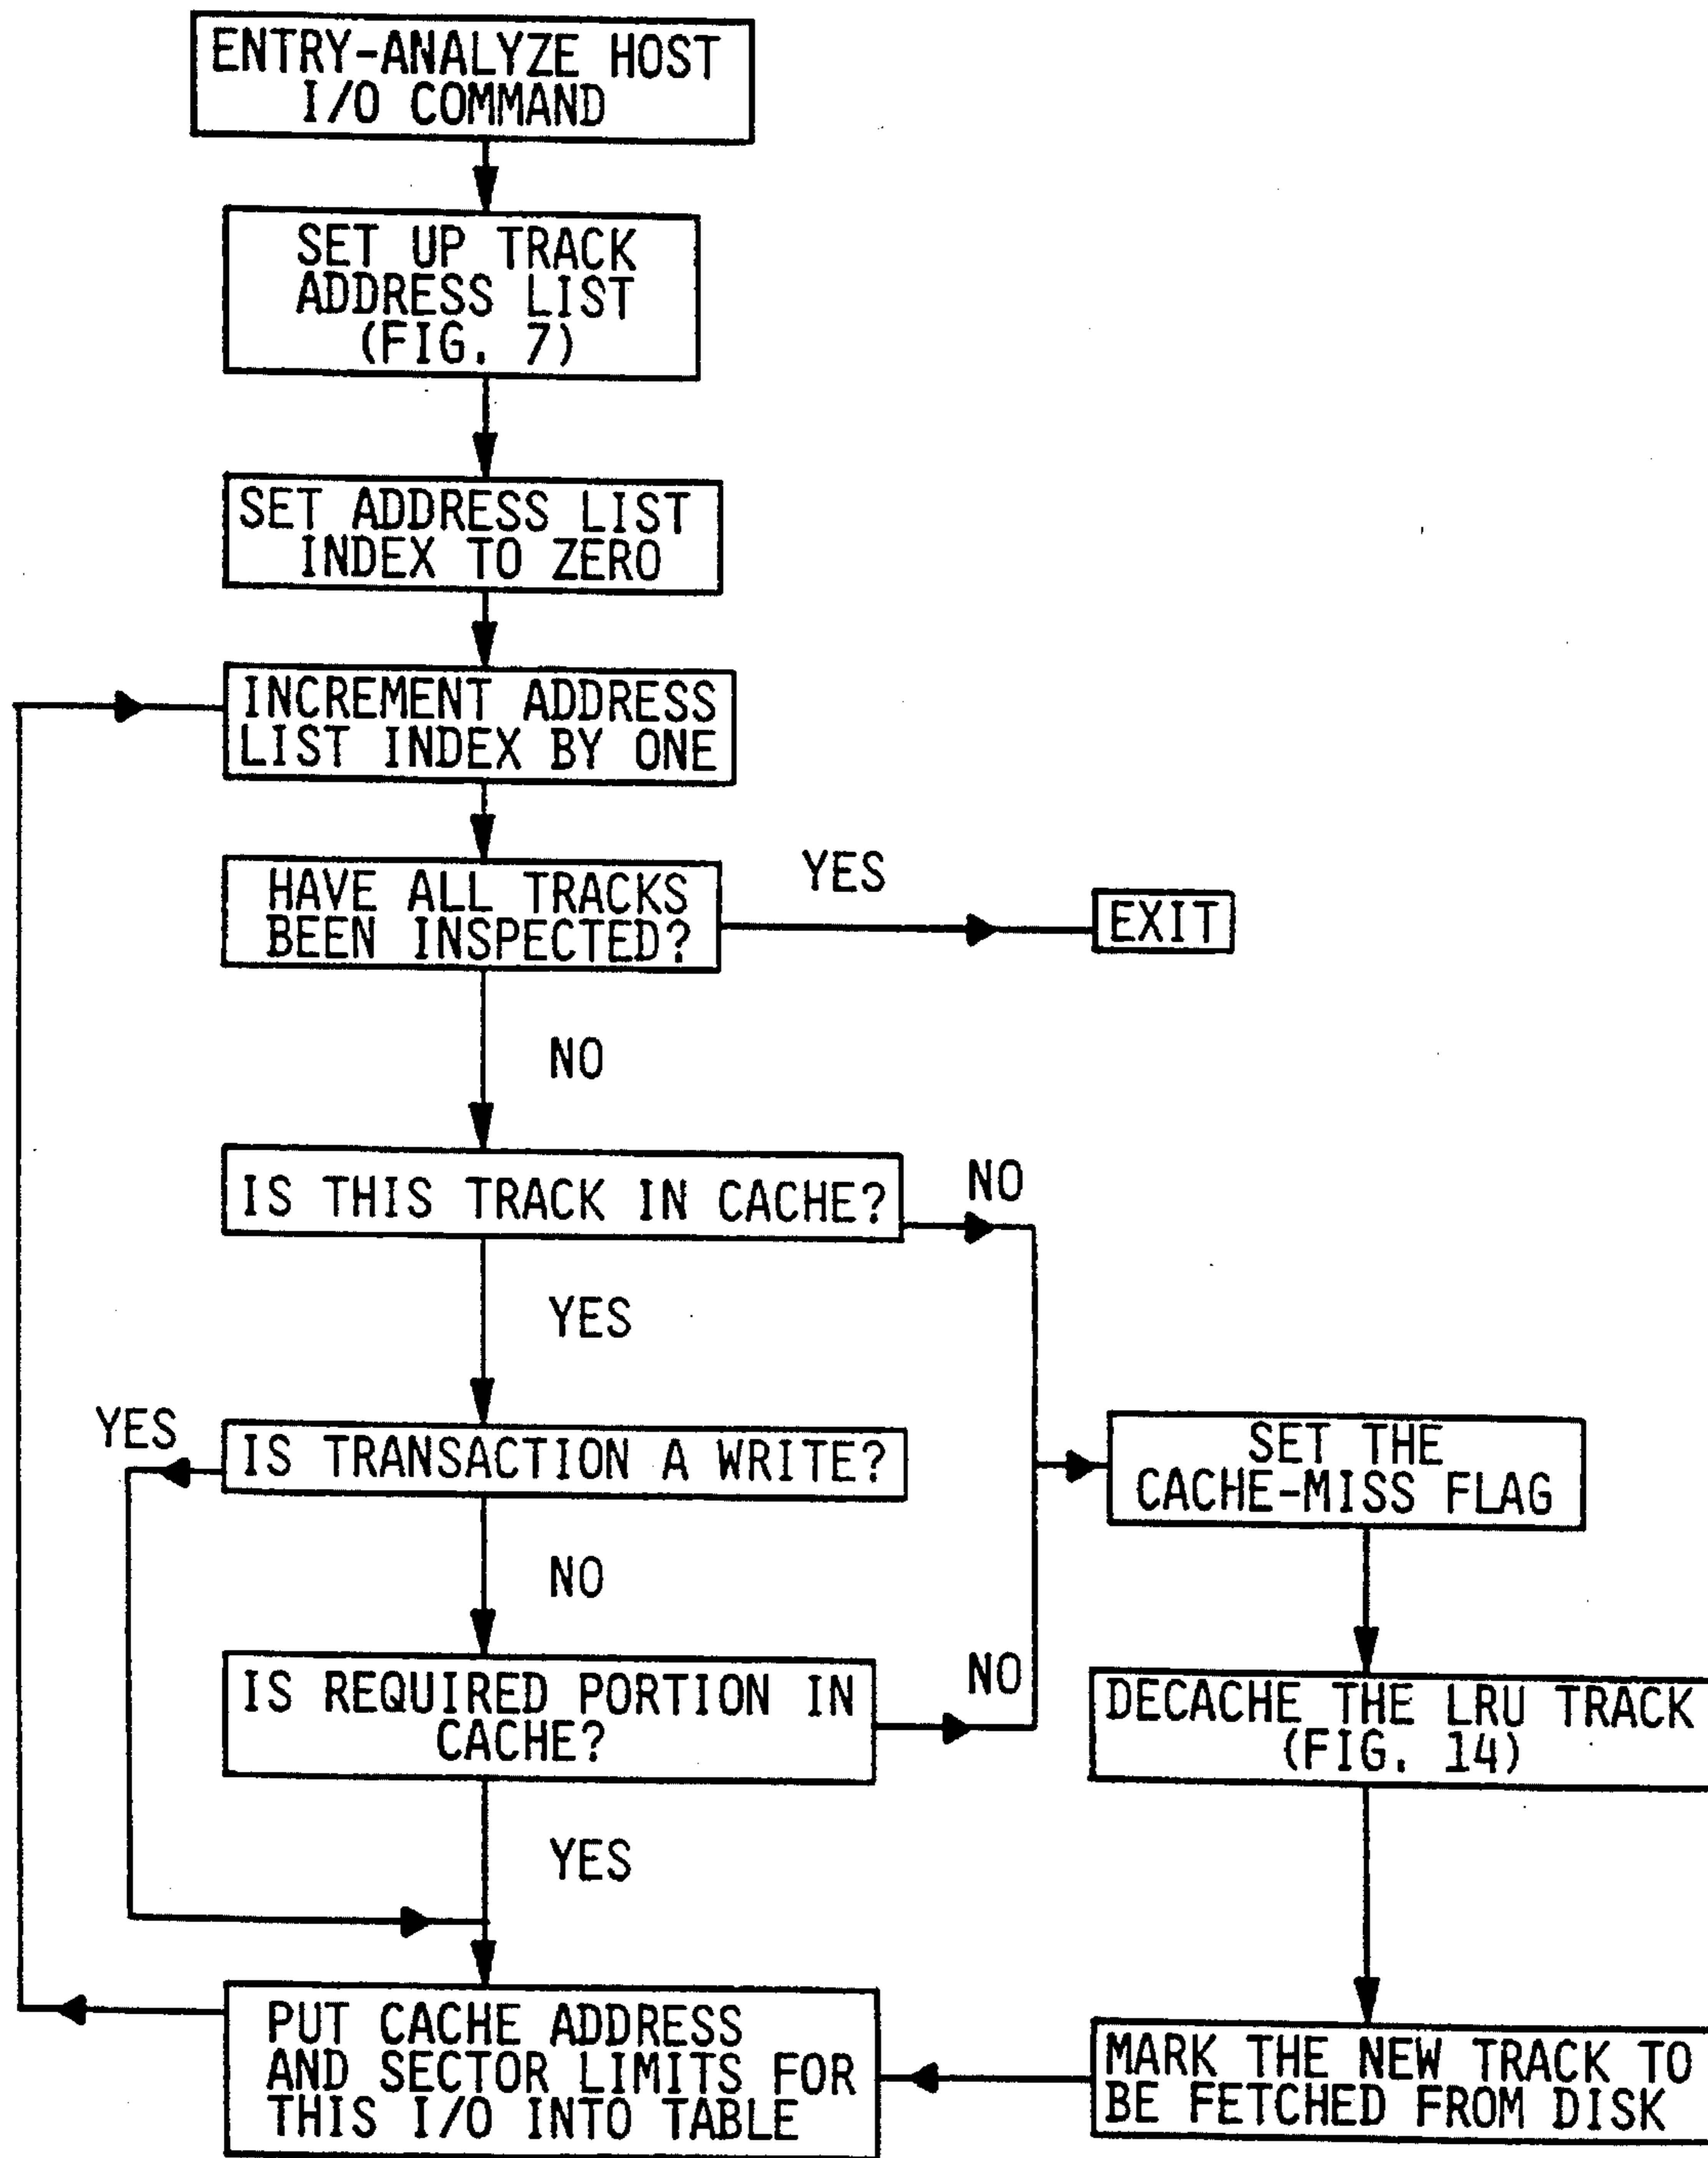 ENTRY-ANALYZE HOST
I/O COMMAND
SET UP TRACK
ADDRESS LIST
(FIG. 7)
SET ADDRESS LIST
INDEX TO ZERO
INCREMENT ADDRESS
LIST INDEX BY ONE
HAVE ALL TRACKS
BEEN INSPECTED?
YES
EXIT
NO
IS THIS TRACK IN CACHE?
NO
YES
IS TRANSACTION A WRITE?
YES
NO
IS REQUIRED PORTION IN
CACHE?
NO
YES
SET THE
CACHE-MISS FLAG
DECACHE THE LRU TRACK
(FIG. 14)
MARK THE NEW TRACK TO
BE FETCHED FROM DISK
PUT CACHE ADDRESS
AND SECTOR LIMITS FOR
THIS I/O INTO TABLE